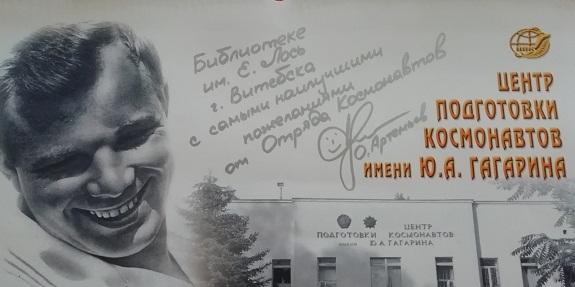 Библиотеке
им. Е. Лось
г. Витебска
с самыми наилучшими
пожеланиями
от Отряда Космонавтов
О. Артемьев
ЦЕНТР
ПОДГОТОВКИ
КОСМОНАВТОВ
ИМЕНИ Ю.А. ГАГАРИНА
ЦЕНТР
ПОДГОТОВКИ КОСМОНАВТОВ
ИМЕНИ Ю.А. ГАГАРИНА